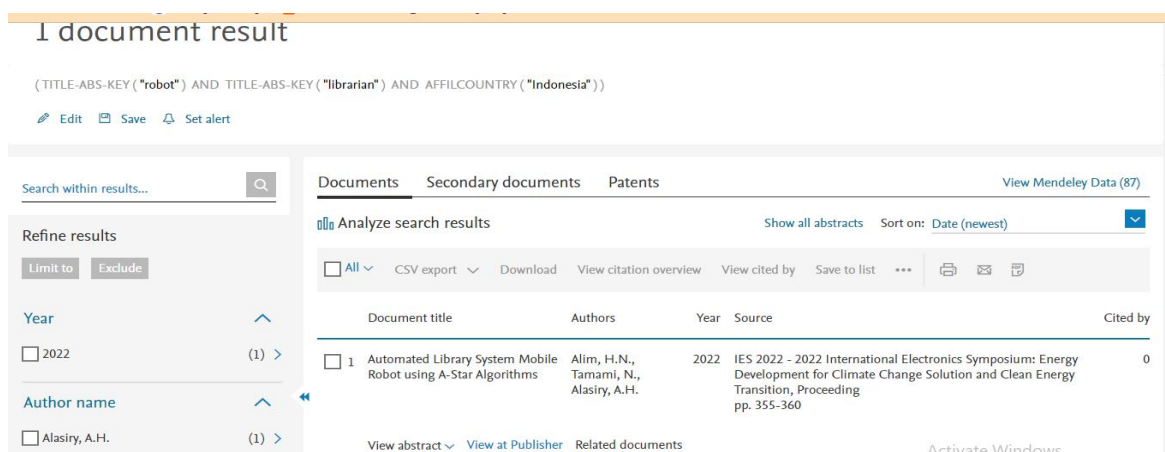 1 document result
(TITLE-ABS-KEY("robot") AND TITLE-ABS-KEY("librarian") AND AFFILCOUNTRY("Indonesia"))
Edit Save Set alert
Search within results...
Refine results
Limit to Exclude
Year
2022 (1)
Author name
Alasiry, A.H. (1)
Documents Secondary documents Patents View Mendeley Data (87)
Analyze search results Show all abstracts Sort on: Date (newest)
All CSV export Download View citation overview View cited by Save to list •••
Document title Authors Year Source Cited by
1 Automated Library System Mobile Alim, H.N., 2022 IES 2022 - 2022 International Electronics Symposium: Energy 0
Robot using A-Star Algorithms Tamami, N., Development for Climate Change Solution and Clean Energy
Alasiry, A.H. Transition, Proceeding
pp. 355-360
View abstract View at Publisher Related documents
Activate Windows